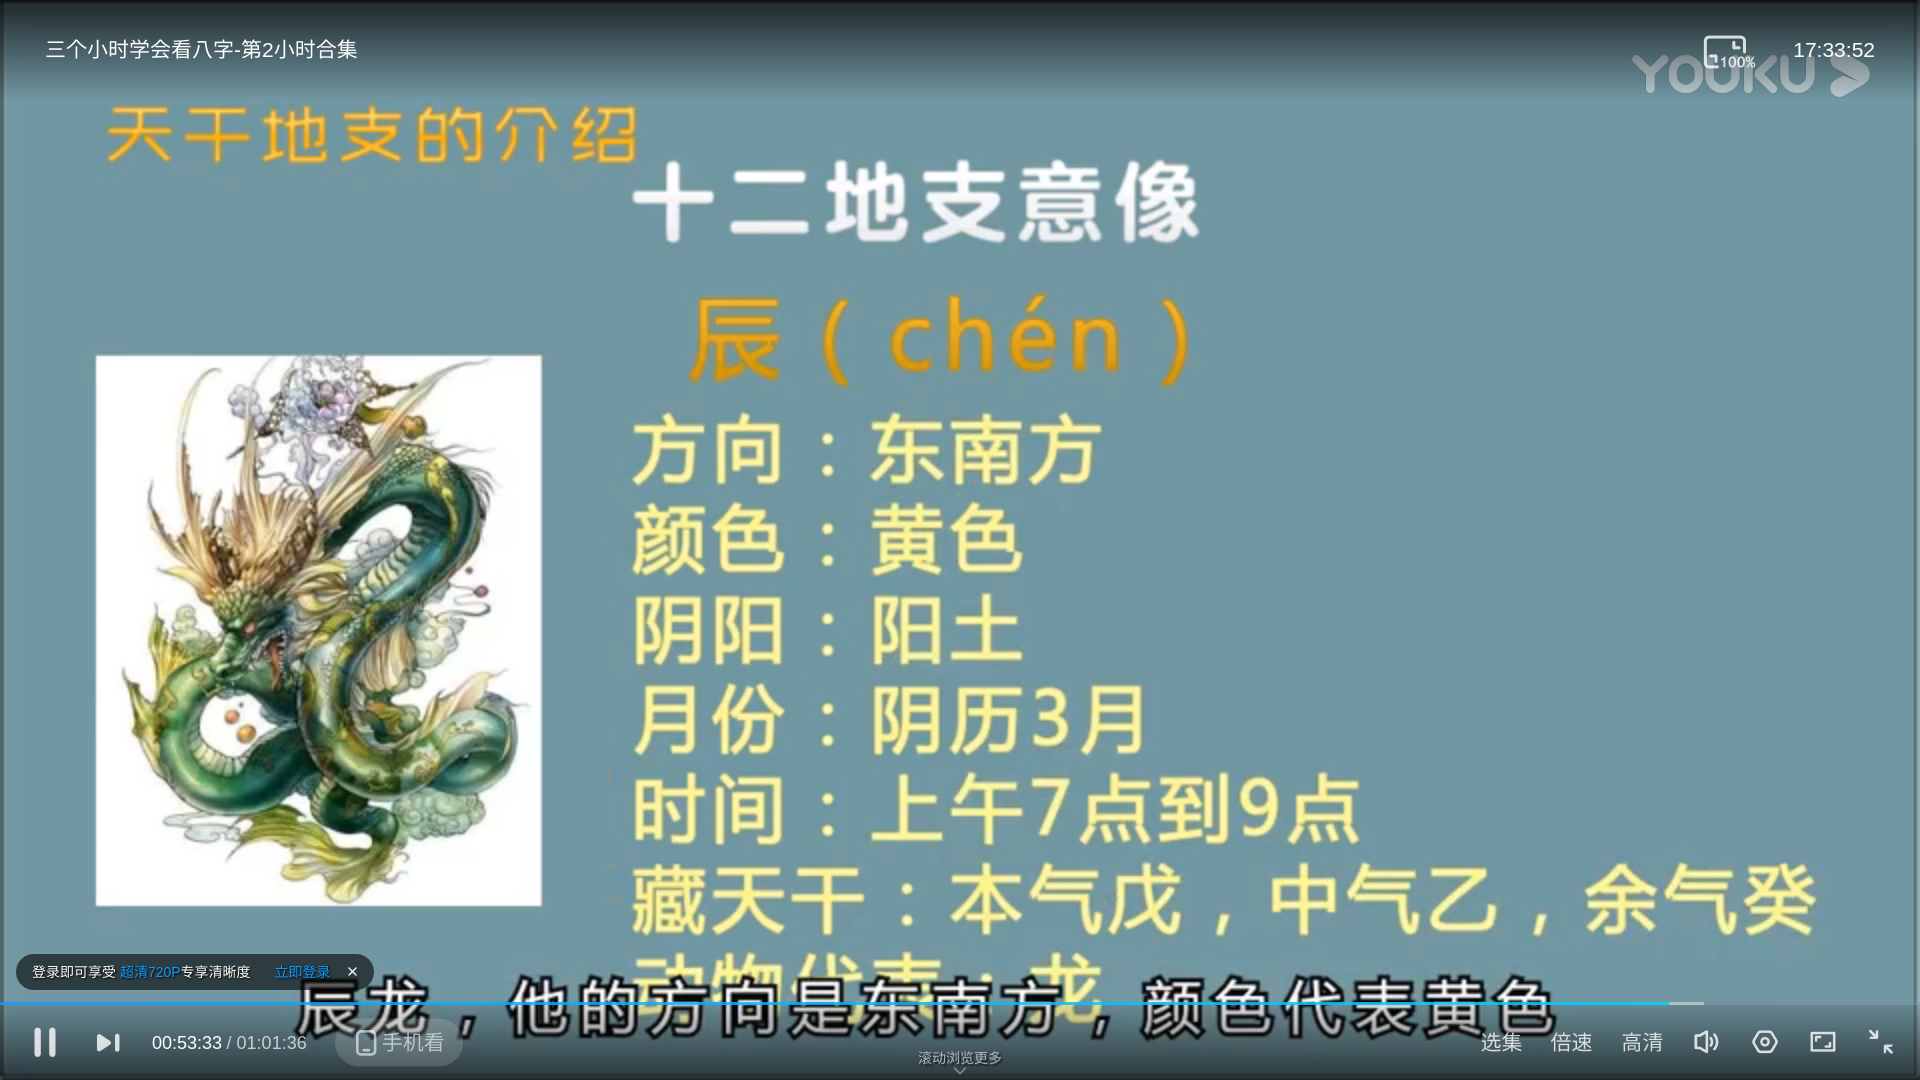 三个小时学会看八字-第2小时合集
100%
17:33:52
YOUKU
天干地支的介绍
十二地支意像
辰（chén）
方向：东南方
颜色：黄色
阴阳：阳土
月份：阴历3月
时间：上午7点到9点
藏天干：本气戊，中气乙，余气癸
动物代表：龙
登录即可享受 超清720P专享清晰度 立即登录 ×
辰龙，他的方向是东南方，颜色代表黄色
00:53:33 / 01:01:36
手机看
选集 倍速 高清
滚动浏览更多